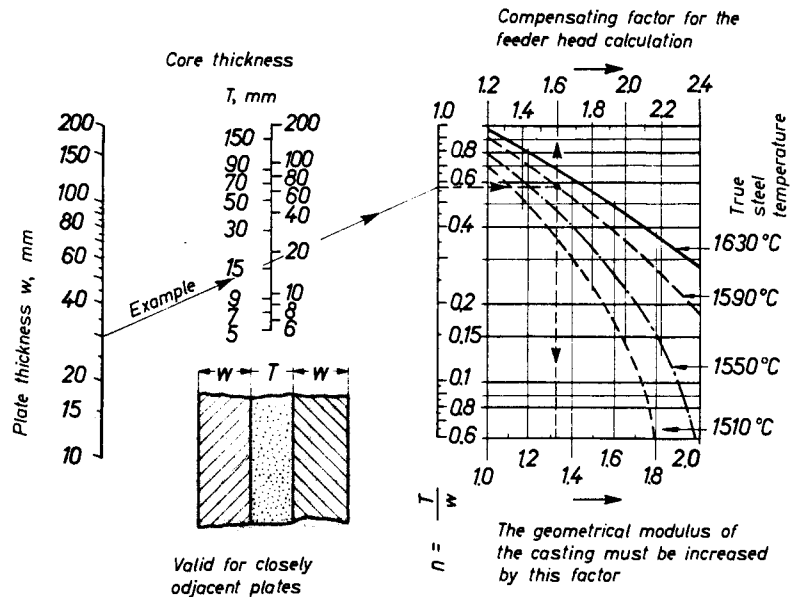 Compensating factor for the
feeder head calculation
Core thickness
T, mm
1.2 1.6 2.0 2.4
1.0 1.4 1.8 2.2
200
150
100
80
60
40
20
15
10
Plate thickness w, mm
150
90
70
50
30
15
9
7
5
200
100
80
60
40
20
10
8
6
Example
0.8
0.6
0.4
0.2
0.15
0.1
0.8
0.6
True
steel
temperature
1630 °C
1590 °C
1550 °C
1510 °C
1.0 1.2 1.4 1.6 1.8 2.0
w T w
n = T/w
Valid for closely
adjacent plates
The geometrical modulus of
the casting must be increased
by this factor